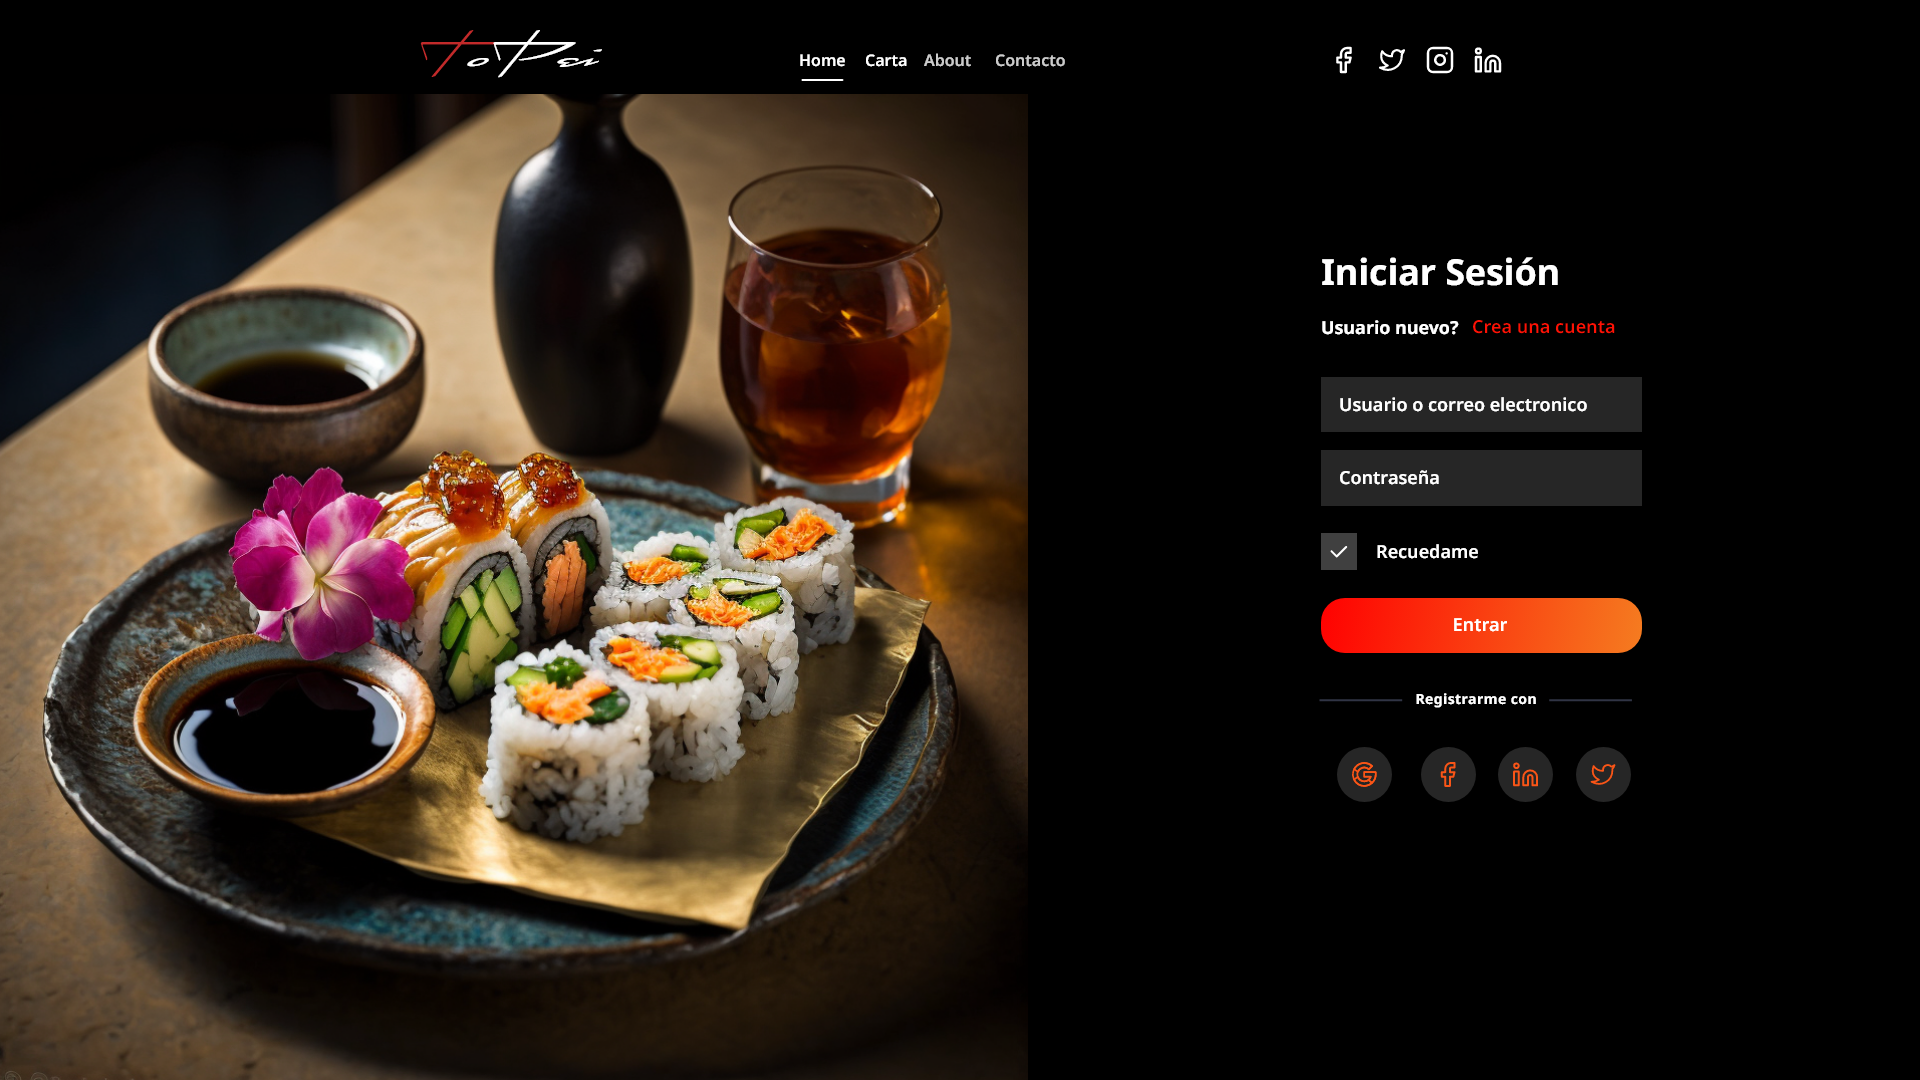 ToPei
Home Carta About Contacto
Iniciar Sesión
Usuario nuevo? Crea una cuenta
Usuario o correo electronico
Contraseña
Recuedame
Entrar
Registrarme con